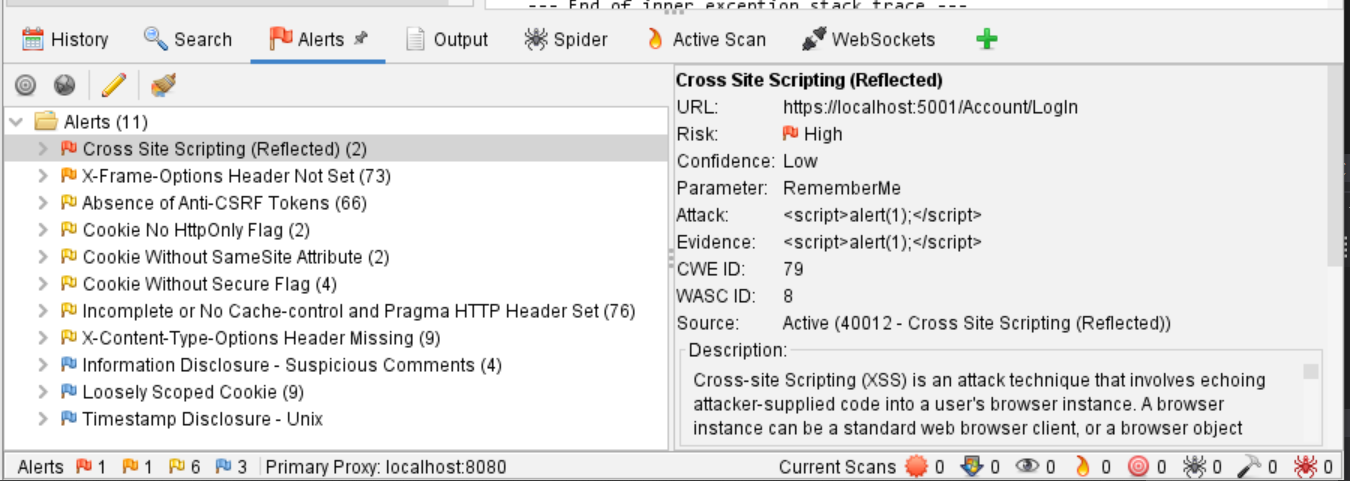 --- End of inner exception stack trace ---
History Search Alerts Output Spider Active Scan WebSockets
Alerts (11)
Cross Site Scripting (Reflected) (2)
X-Frame-Options Header Not Set (73)
Absence of Anti-CSRF Tokens (66)
Cookie No HttpOnly Flag (2)
Cookie Without SameSite Attribute (2)
Cookie Without Secure Flag (4)
Incomplete or No Cache-control and Pragma HTTP Header Set (76)
X-Content-Type-Options Header Missing (9)
Information Disclosure - Suspicious Comments (4)
Loosely Scoped Cookie (9)
Timestamp Disclosure - Unix
Cross Site Scripting (Reflected)
URL: https://localhost:5001/Account/LogIn
Risk: High
Confidence: Low
Parameter: RememberMe
Attack: <script>alert(1);</script>
Evidence: <script>alert(1);</script>
CWE ID: 79
WASC ID: 8
Source: Active (40012 - Cross Site Scripting (Reflected))
Description:
Cross-site Scripting (XSS) is an attack technique that involves echoing
attacker-supplied code into a user's browser instance. A browser
instance can be a standard web browser client, or a browser object
Alerts 1 1 6 3 Primary Proxy: localhost:8080 Current Scans 0 0 0 0 0 0 0 0